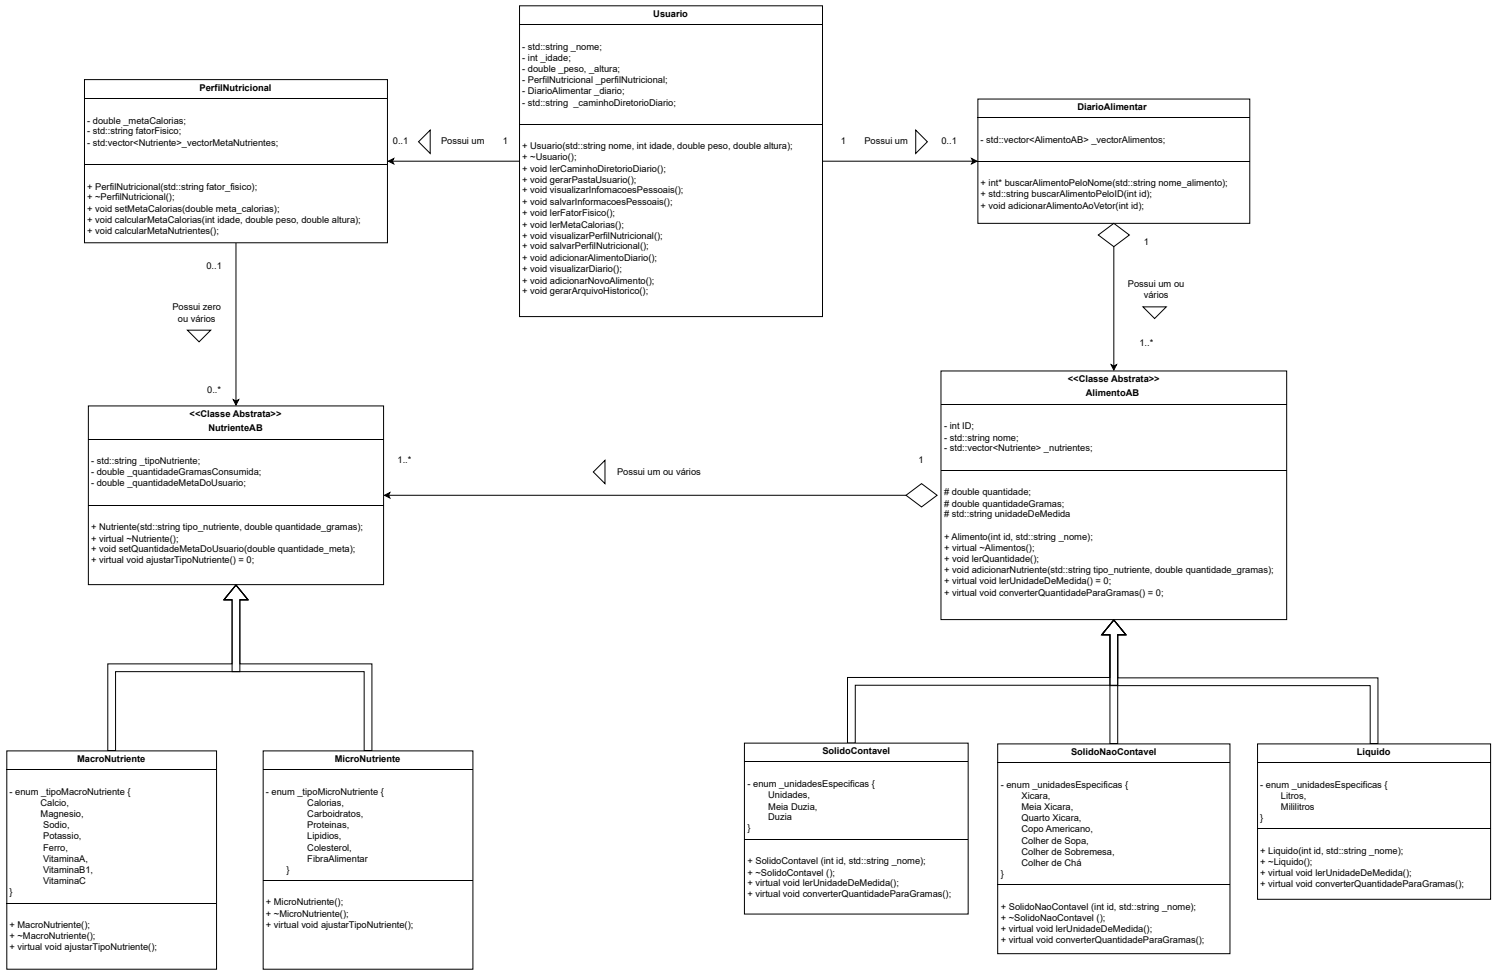 Usuario
- std::string _nome;
- int _idade;
- double _peso, _altura;
- PerfilNutricional _perfilNutricional;
- DiarioAlimentar _diario;
- std::string _caminhoDiretorioDiario;
+ Usuario(std::string nome, int idade, double peso, double altura);
+ ~Usuario();
+ void lerCaminhoDiretorioDiario();
+ void gerarPastaUsuario();
+ void visualizarInfomacoesPessoais();
+ void salvarInformacoesPessoais();
+ void lerFatorFisico();
+ void lerMetaCalorias();
+ void visualizarPerfilNutricional();
+ void salvarPerfilNutricional();
+ void adicionarAlimentoDiario();
+ void visualizarDiario();
+ void adicionarNovoAlimento();
+ void gerarArquivoHistorico();
PerfilNutricional
- double _metaCalorias;
- std::string fatorFisico;
- std:vector<Nutriente>_vectorMetaNutrientes;
+ PerfilNutricional(std::string fator_fisico);
+ ~PerfilNutricional();
+ void setMetaCalorias(double meta_calorias);
+ void calcularMetaCalorias(int idade, double peso, double altura);
+ void calcularMetaNutrientes();
0..1 Possui um 1
1 Possui um 0..1
DiarioAlimentar
- std::vector<AlimentoAB> _vectorAlimentos;
+ int* buscarAlimentoPeloNome(std::string nome_alimento);
+ std::string buscarAlimentoPeloID(int id);
+ void adicionarAlimentoAoVetor(int id);
0..1
Possui zero
ou vários
0..*
1
Possui um ou
vários
1..*
<<Classe Abstrata>>
NutrienteAB
- std::string _tipoNutriente;
- double _quantidadeGramasConsumida;
- double _quantidadeMetaDoUsuario;
+ Nutriente(std::string tipo_nutriente, double quantidade_gramas);
+ virtual ~Nutriente();
+ void setQuantidadeMetaDoUsuario(double quantidade_meta);
+ virtual void ajustarTipoNutriente() = 0;
1..* Possui um ou vários 1
<<Classe Abstrata>>
AlimentoAB
- int ID;
- std::string nome;
- std::vector<Nutriente> _nutrientes;
# double quantidade;
# double quantidadeGramas;
# std::string unidadeDeMedida
+ Alimento(int id, std::string _nome);
+ virtual ~Alimentos();
+ void lerQuantidade();
+ void adicionarNutriente(std::string tipo_nutriente, double quantidade_gramas);
+ virtual void lerUnidadeDeMedida() = 0;
+ virtual void converterQuantidadeParaGramas() = 0;
MacroNutriente
- enum _tipoMacroNutriente {
Calcio,
Magnesio,
Sodio,
Potassio,
Ferro,
VitaminaA,
VitaminaB1,
VitaminaC
}
+ MacroNutriente();
+ ~MacroNutriente();
+ virtual void ajustarTipoNutriente();
MicroNutriente
- enum _tipoMicroNutriente {
Calorias,
Carboidratos,
Proteinas,
Lipidios,
Colesterol,
FibraAlimentar
}
+ MicroNutriente();
+ ~MicroNutriente();
+ virtual void ajustarTipoNutriente();
SolidoContavel
- enum _unidadesEspecificas {
Unidades,
Meia Duzia,
Duzia
}
+ SolidoContavel (int id, std::string _nome);
+ ~SolidoContavel ();
+ virtual void lerUnidadeDeMedida();
+ virtual void converterQuantidadeParaGramas();
SolidoNaoContavel
- enum _unidadesEspecificas {
Xicara,
Meia Xicara,
Quarto Xicara,
Copo Americano,
Colher de Sopa,
Colher de Sobremesa,
Colher de Chá
}
+ SolidoNaoContavel (int id, std::string _nome);
+ ~SolidoNaoContavel ();
+ virtual void lerUnidadeDeMedida();
+ virtual void converterQuantidadeParaGramas();
Liquido
- enum _unidadesEspecificas {
Litros,
Mililitros
}
+ Liquido(int id, std::string _nome);
+ ~Liquido();
+ virtual void lerUnidadeDeMedida();
+ virtual void converterQuantidadeParaGramas();